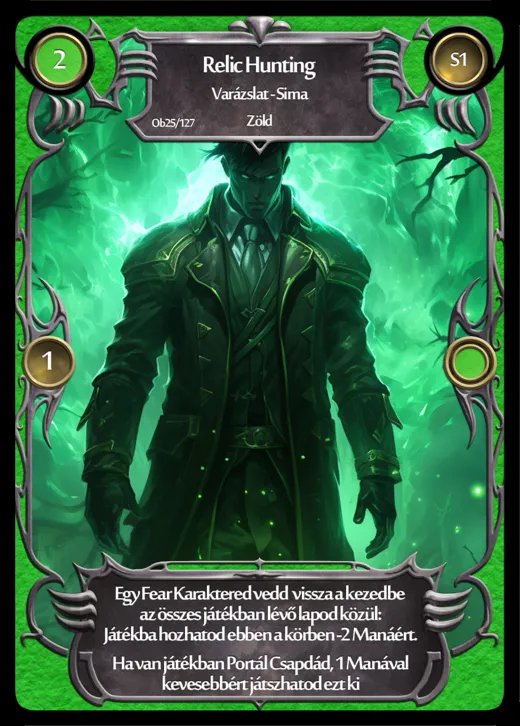 2
Relic Hunting
S1
Varázslat - Sima
Ob25/127
Zöld
1
Egy Fear Karaktered vedd vissza a kezedbe
az összes játékban lévő lapod közül:
Játékba hozhatod ebben a körben -2 Manáért.
Ha van játékban Portál Csapdád, 1 Manával
kevesebbért játszhatod ezt ki